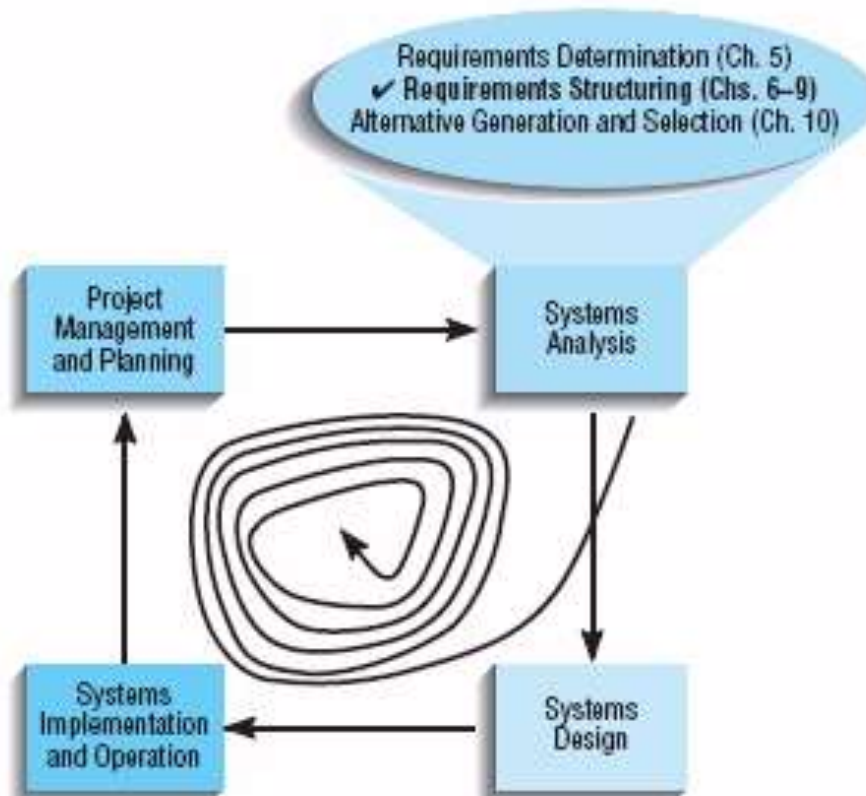 Requirements Determination (Ch. 5)
✔ Requirements Structuring (Chs. 6–9)
Alternative Generation and Selection (Ch. 10)
Project
Management
and Planning
Systems
Analysis
Systems
Implementation
and Operation
Systems
Design